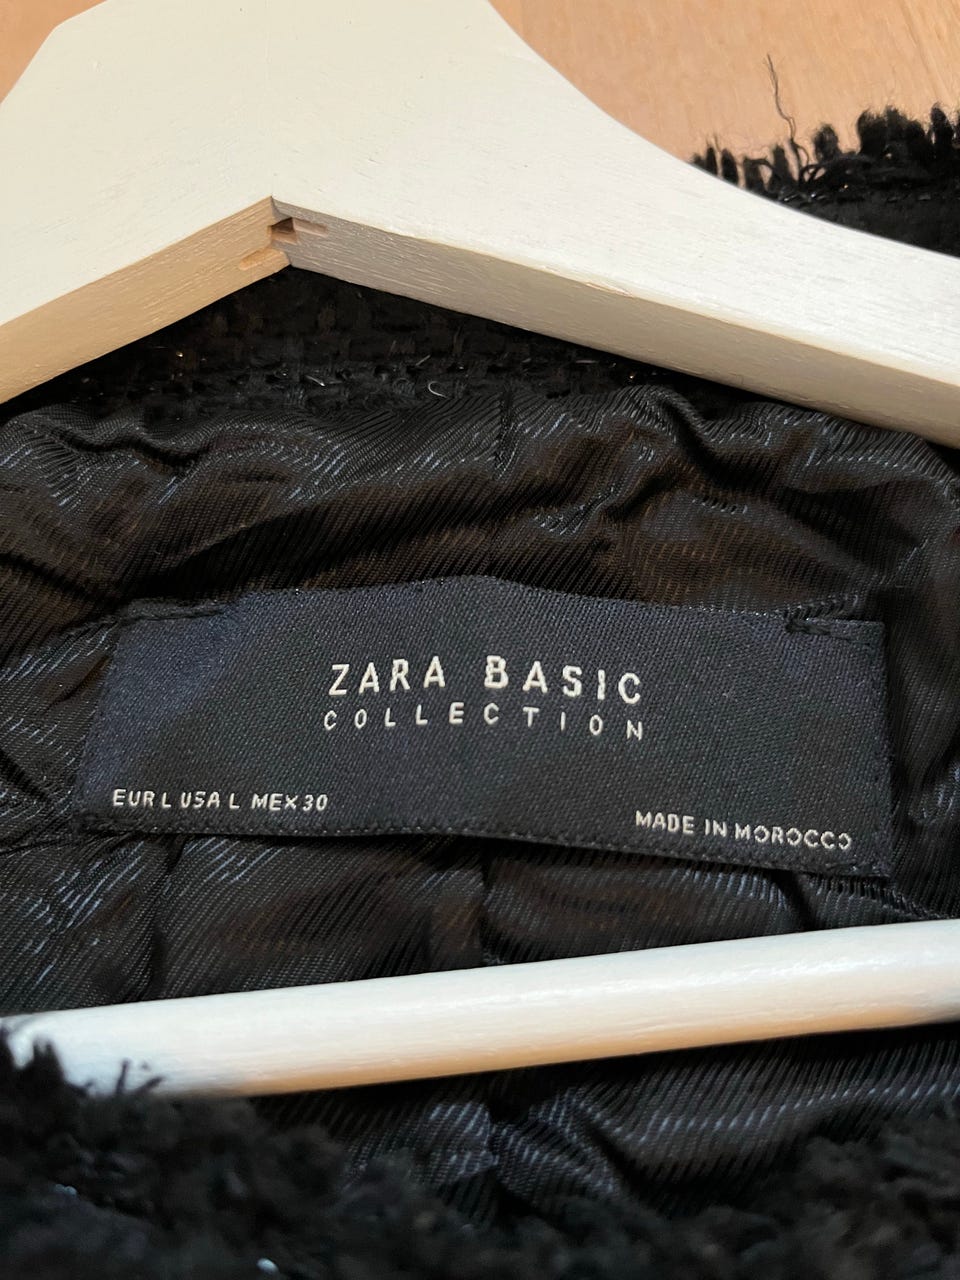 ZARA BASIC
COLLECTION
EUR L USA L MEX 30
MADE IN MOROCCO